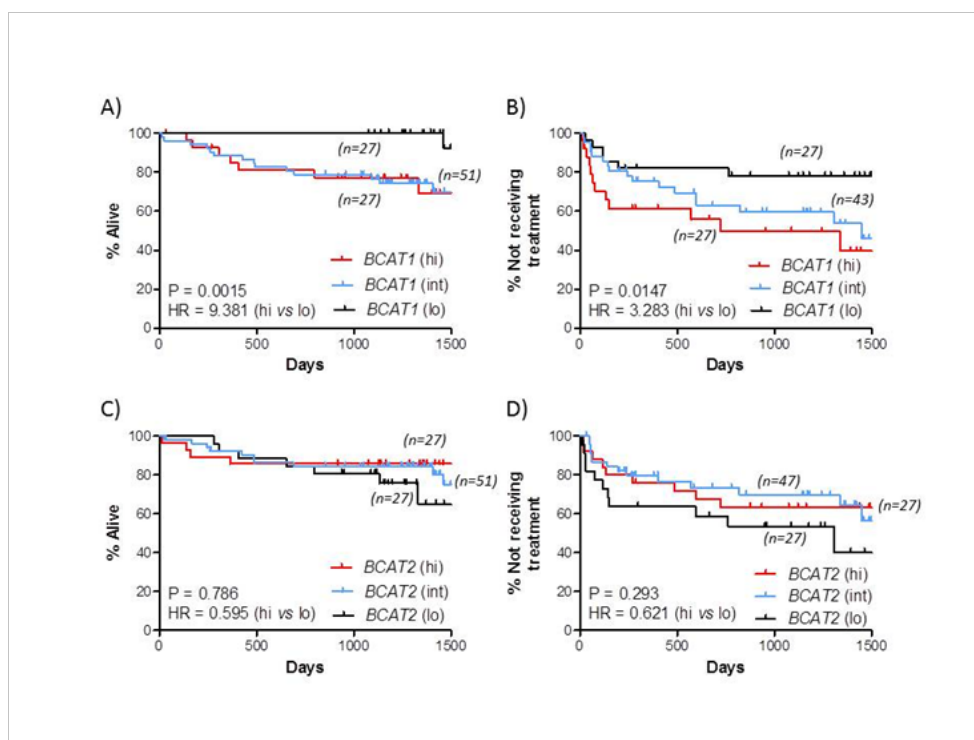 A)
% Alive
100
80
60
40
20
0
(n=27)
(n=51)
(n=27)
BCAT1 (hi)
BCAT1 (int)
BCAT1 (lo)
P = 0.0015
HR = 9.381 (hi vs lo)
0
500
1000
1500
Days
B)
% Not receiving
treatment
100
80
60
40
20
0
(n=27)
(n=43)
(n=27)
BCAT1 (hi)
BCAT1 (int)
BCAT1 (lo)
P = 0.0147
HR = 3.283 (hi vs lo)
0
500
1000
1500
Days
C)
% Alive
100
80
60
40
20
0
(n=27)
(n=51)
(n=27)
BCAT2 (hi)
BCAT2 (int)
BCAT2 (lo)
P = 0.786
HR = 0.595 (hi vs lo)
0
500
1000
1500
Days
D)
% Not receiving
treatment
100
80
60
40
20
0
(n=47)
(n=27)
(n=27)
BCAT2 (hi)
BCAT2 (int)
BCAT2 (lo)
P = 0.293
HR = 0.621 (hi vs lo)
0
500
1000
1500
Days